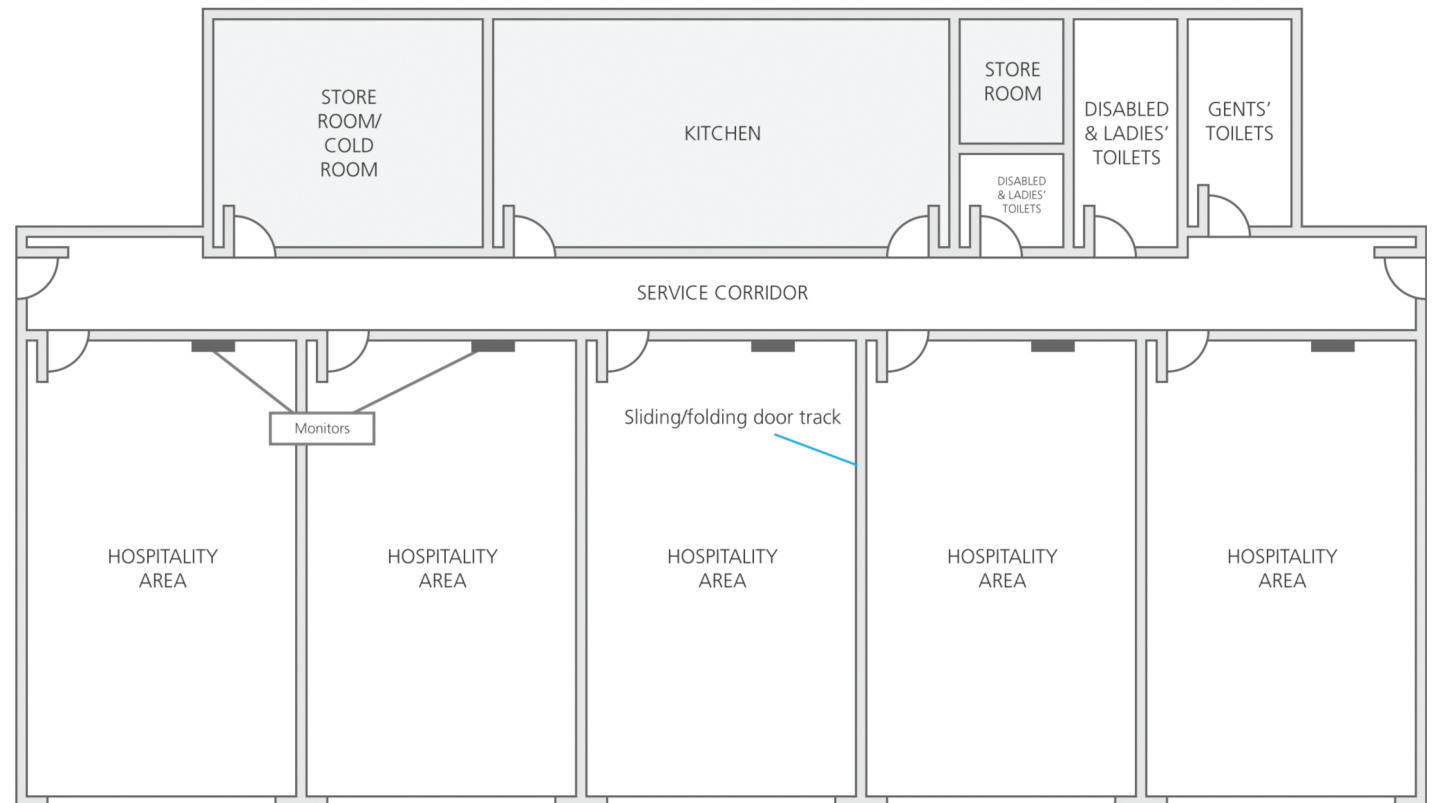 STORE
ROOM/
COLD
ROOM
KITCHEN
STORE
ROOM
DISABLED
& LADIES'
TOILETS
DISABLED
& LADIES'
TOILETS
GENTS'
TOILETS
SERVICE CORRIDOR
Monitors
Sliding/folding door track
HOSPITALITY
AREA
HOSPITALITY
AREA
HOSPITALITY
AREA
HOSPITALITY
AREA
HOSPITALITY
AREA